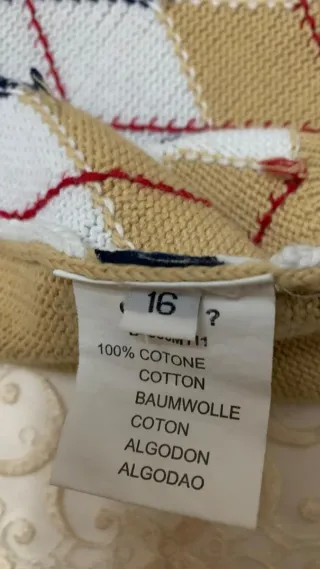 16
?
100% COTONE
COTTON
BAUMWOLLE
COTON
ALGODON
ALGODAO